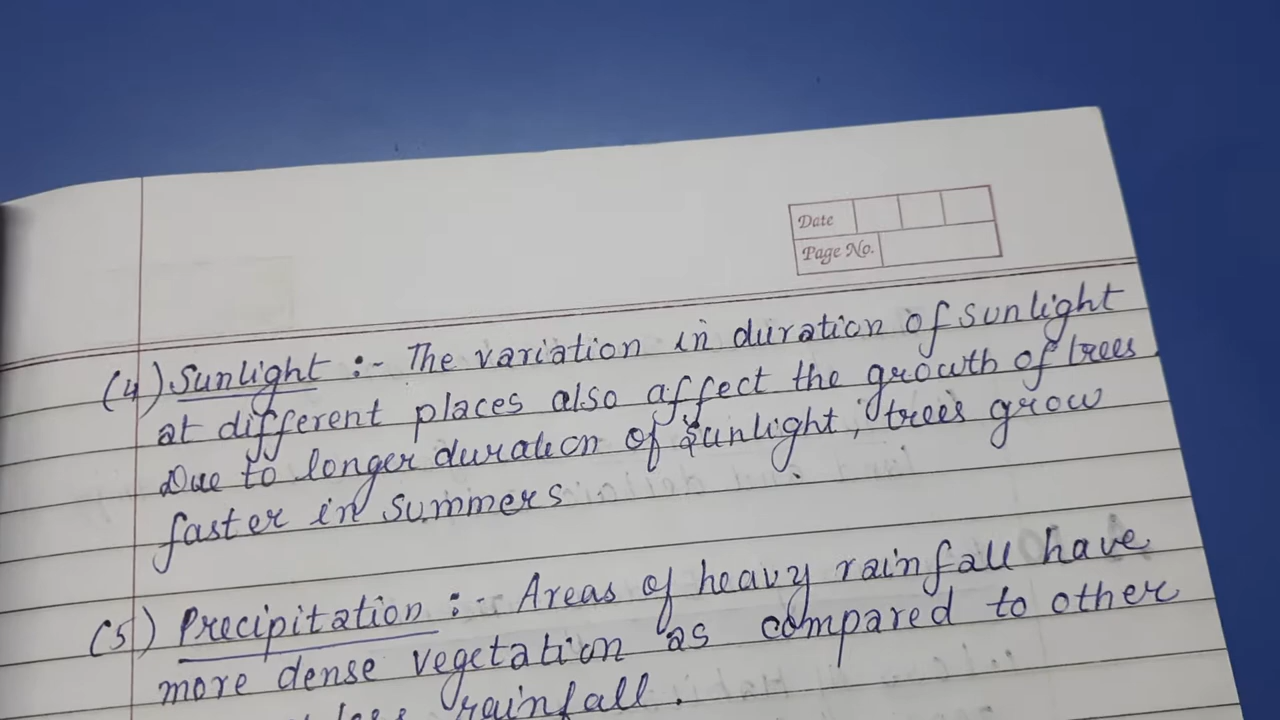 Date
Page No.
(4) Sunlight :- The variation in duration of sunlight
at different places also affect the growth of trees
Due to longer duration of sunlight, trees grow
faster in summers
(5) Precipitation :- Areas of heavy rainfall have
more dense vegetation as compared to other
less rainfall.